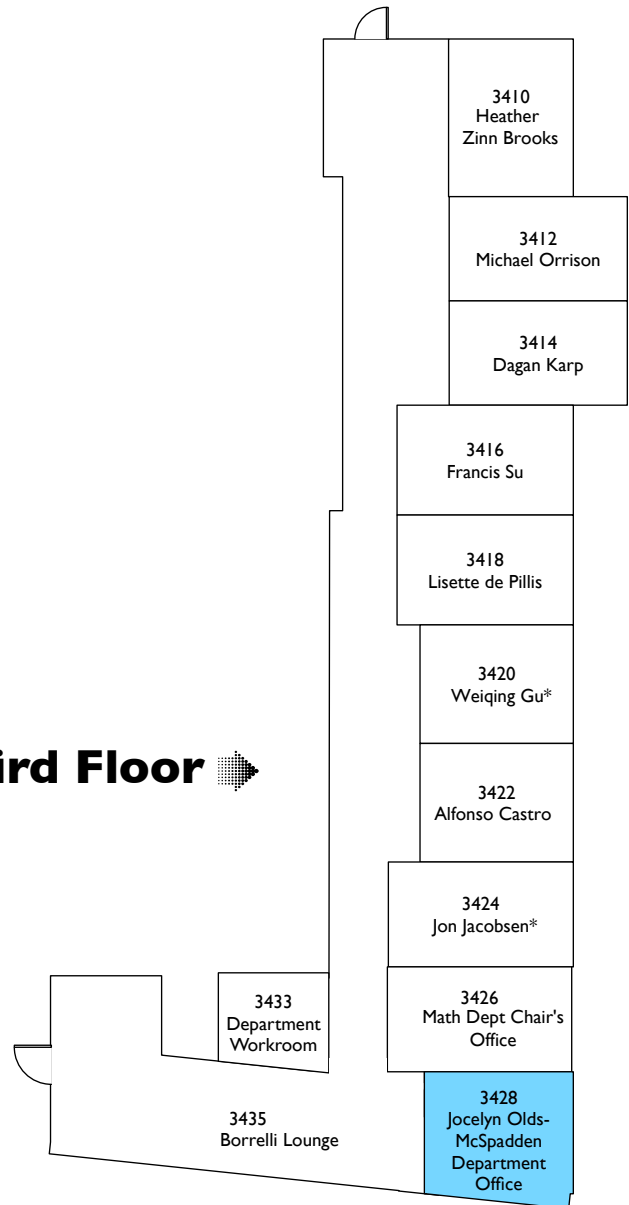 3410
Heather
Zinn Brooks
3412
Michael Orrison
3414
Dagan Karp
3416
Francis Su
3418
Lisette de Pillis
3420
Weiqing Gu*
ird Floor
3422
Alfonso Castro
3424
Jon Jacobsen*
3426
Math Dept Chair's
Office
3433
Department
Workroom
3435
Borrelli Lounge
3428
Jocelyn Olds-
McSpadden
Department
Office